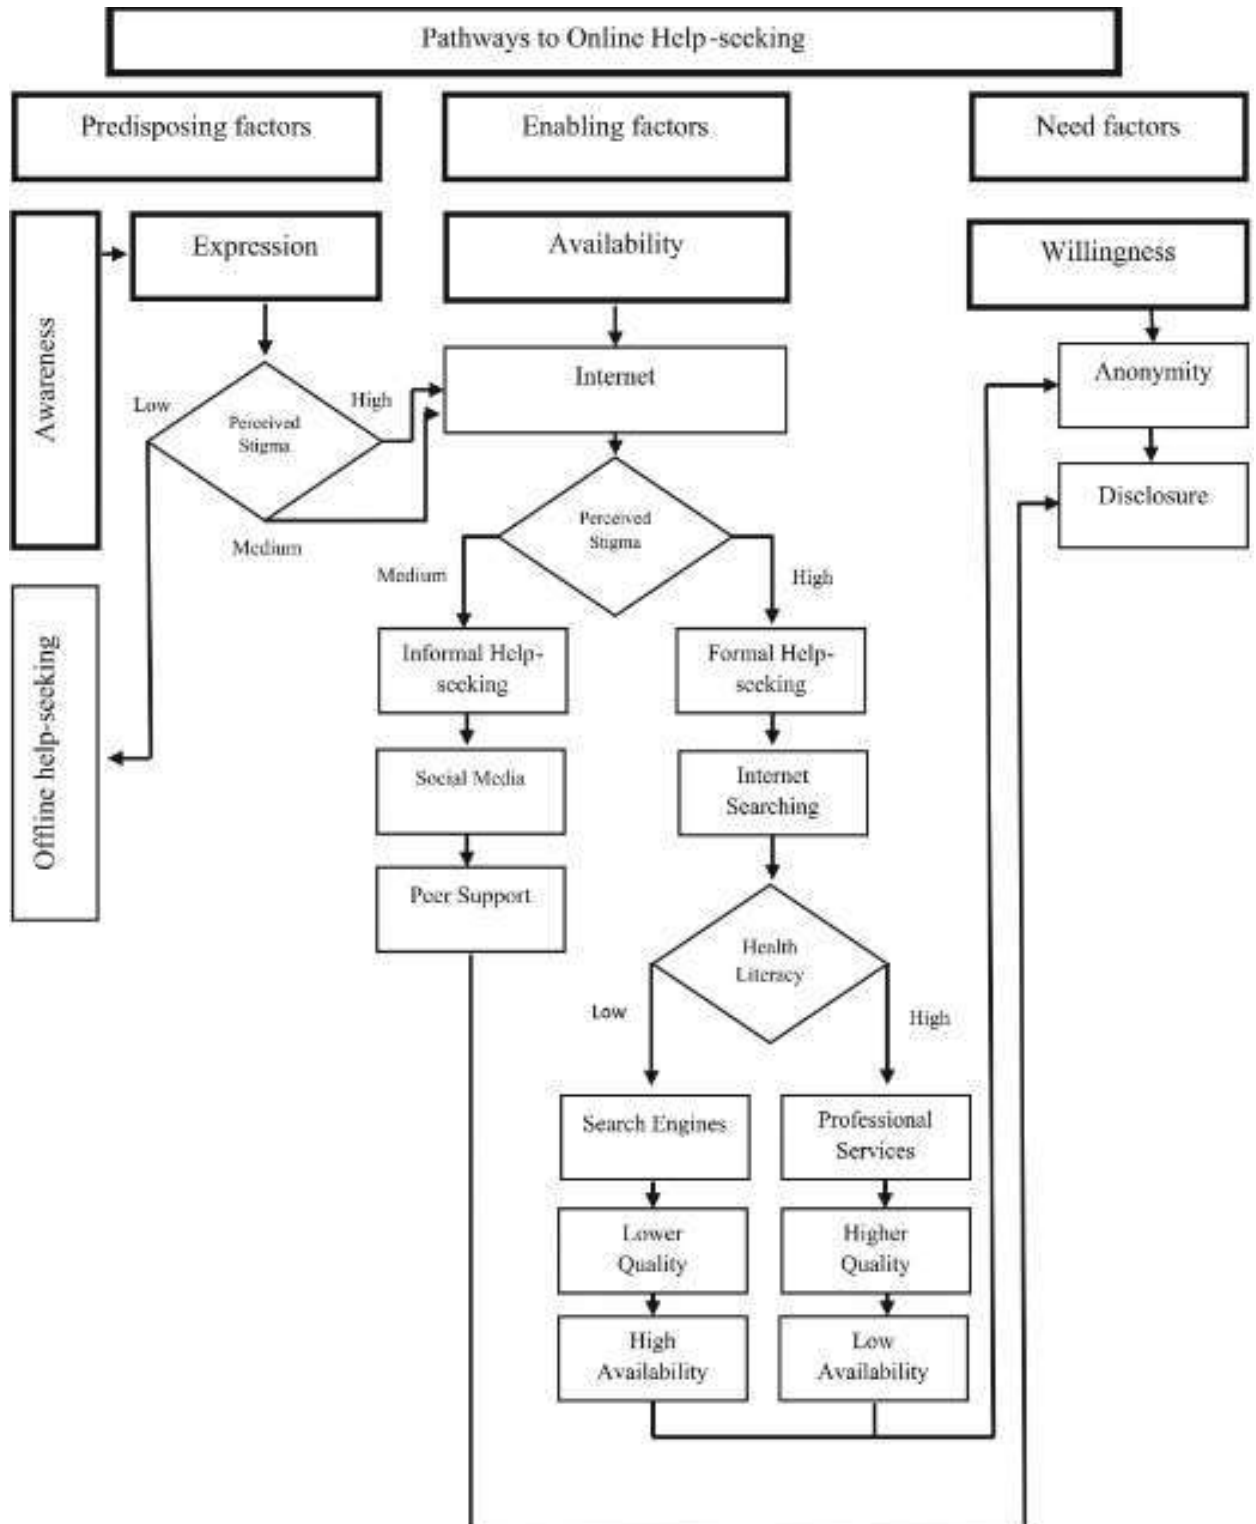 Pathways to Online Help-seeking
Predisposing factors
Enabling factors
Need factors
Awareness
Expression
Availability
Willingness
Low
High
Perceived
Stigma
Medium
Internet
Anonymity
Disclosure
Perceived
Stigma
Medium
High
Offline help-seeking
Informal Help-
seeking
Formal Help-
seeking
Social Media
Internet
Searching
Peer Support
Health
Literacy
Low
High
Search Engines
Professional
Services
Lower
Quality
Higher
Quality
High
Availability
Low
Availability